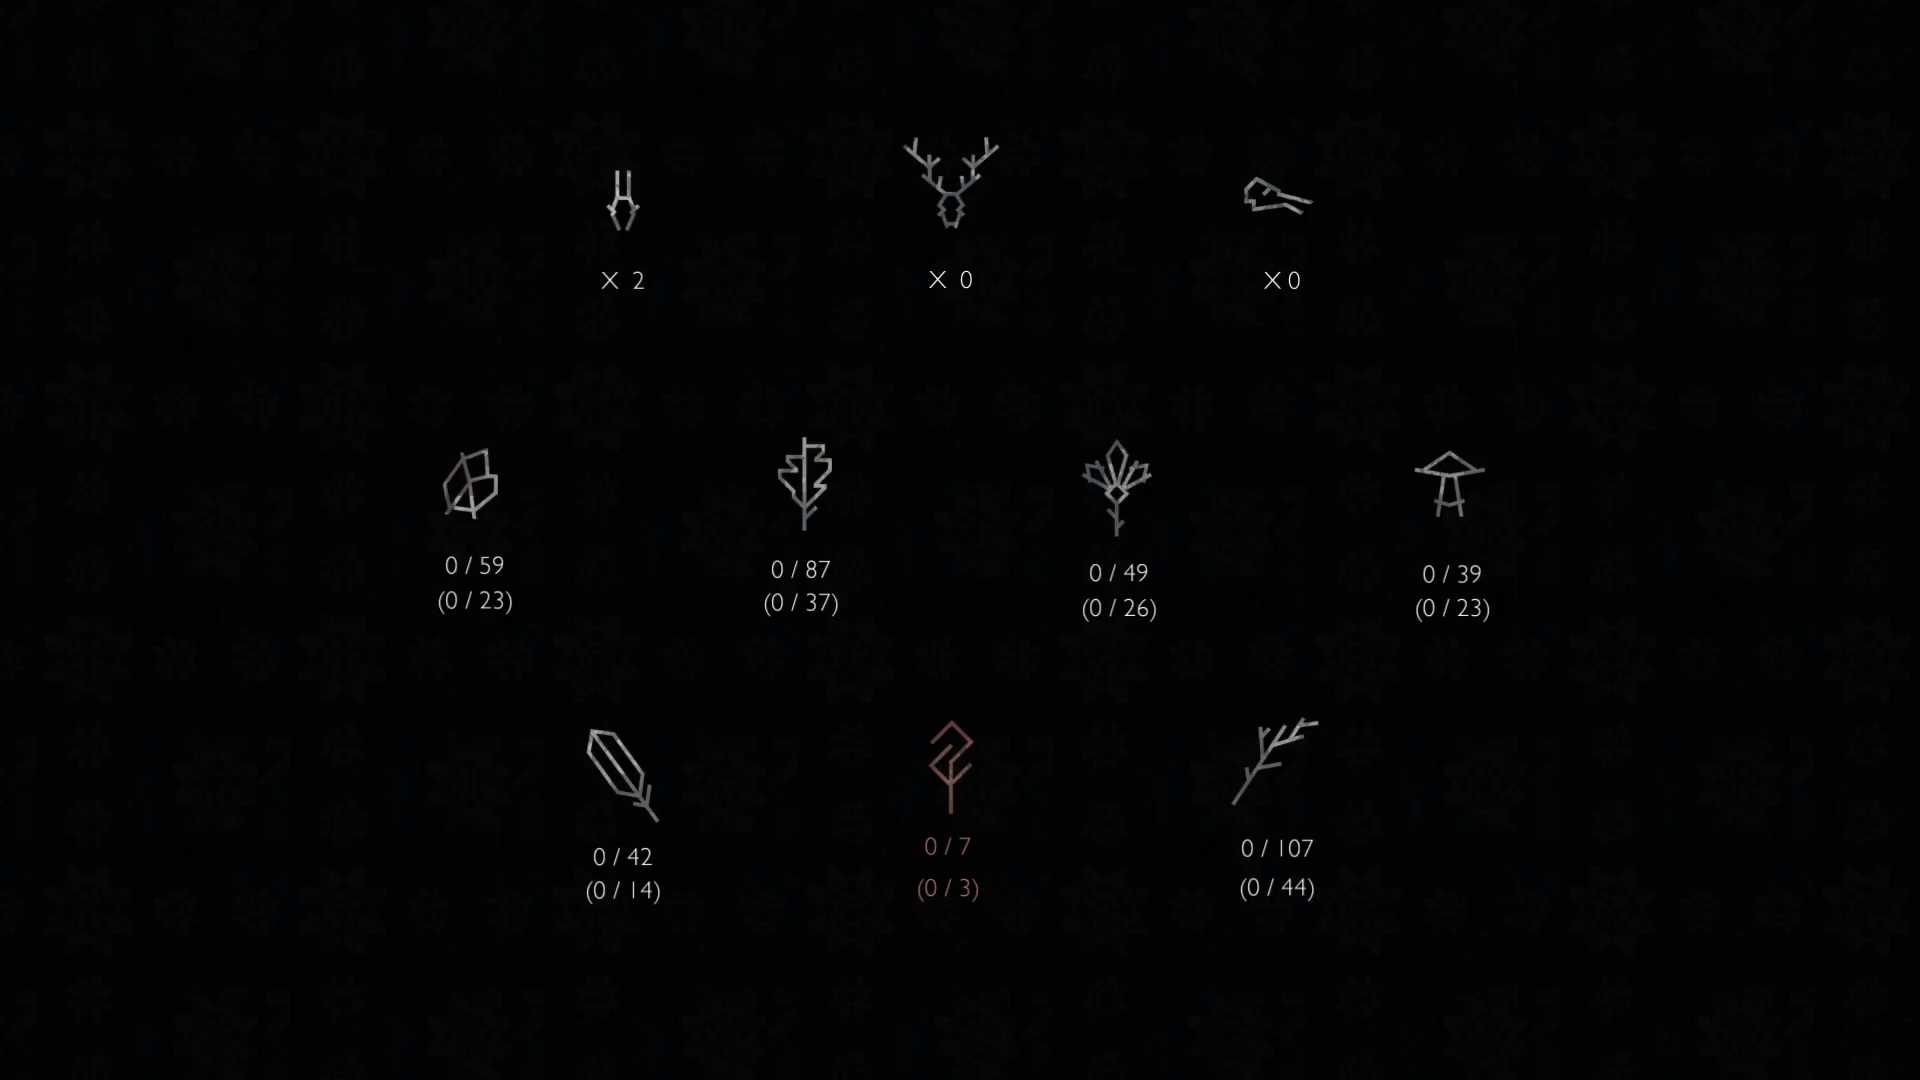 X 2
X 0
X 0
0 / 59
(0 / 23)
0 / 87
(0 / 37)
0 / 49
(0 / 26)
0 / 39
(0 / 23)
0 / 42
(0 / 14)
0 / 7
(0 / 3)
0 / 107
(0 / 44)